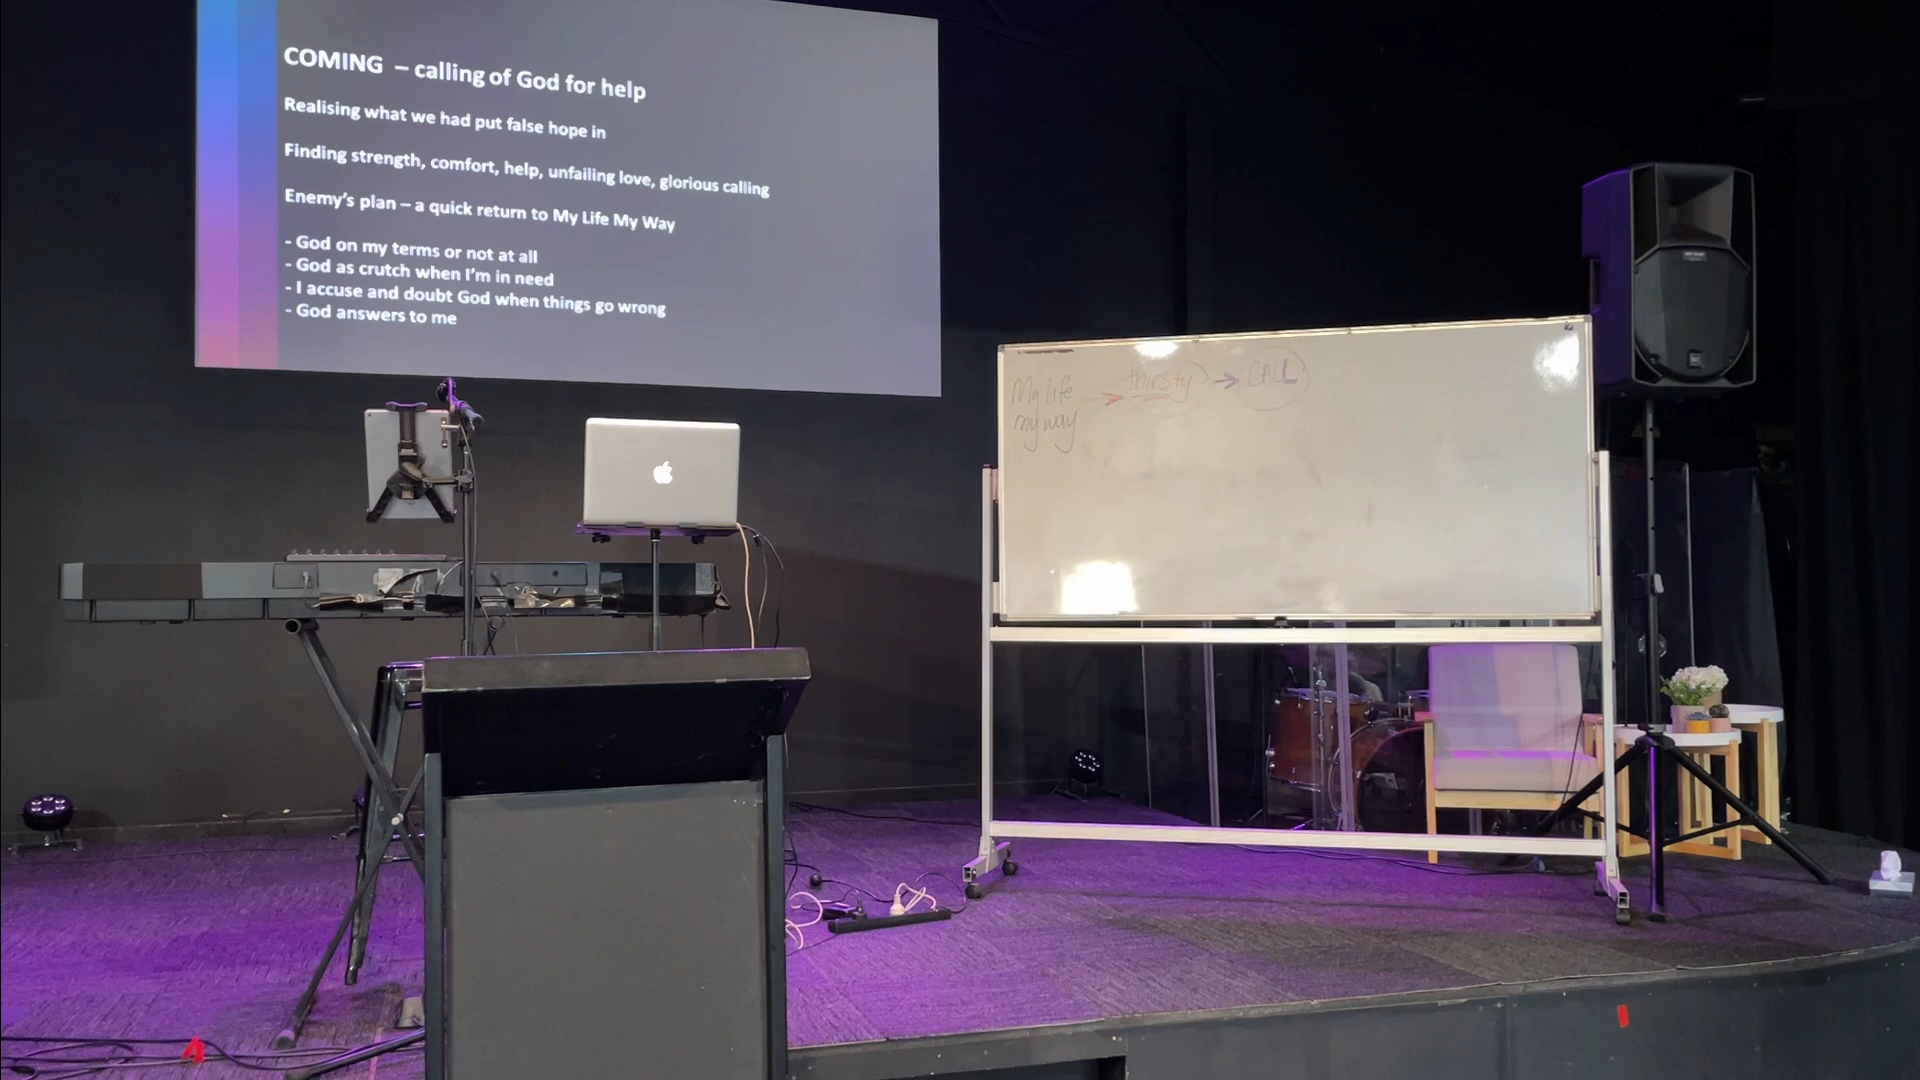 COMING – calling of God for help
Realising what we had put false hope in
Finding strength, comfort, help, unfailing love, glorious calling
Enemy's plan – a quick return to My Life My Way
- God on my terms or not at all
- God as crutch when I'm in need
- I accuse and doubt God when things go wrong
- God answers to me
My life → thirsty → CALL
my way